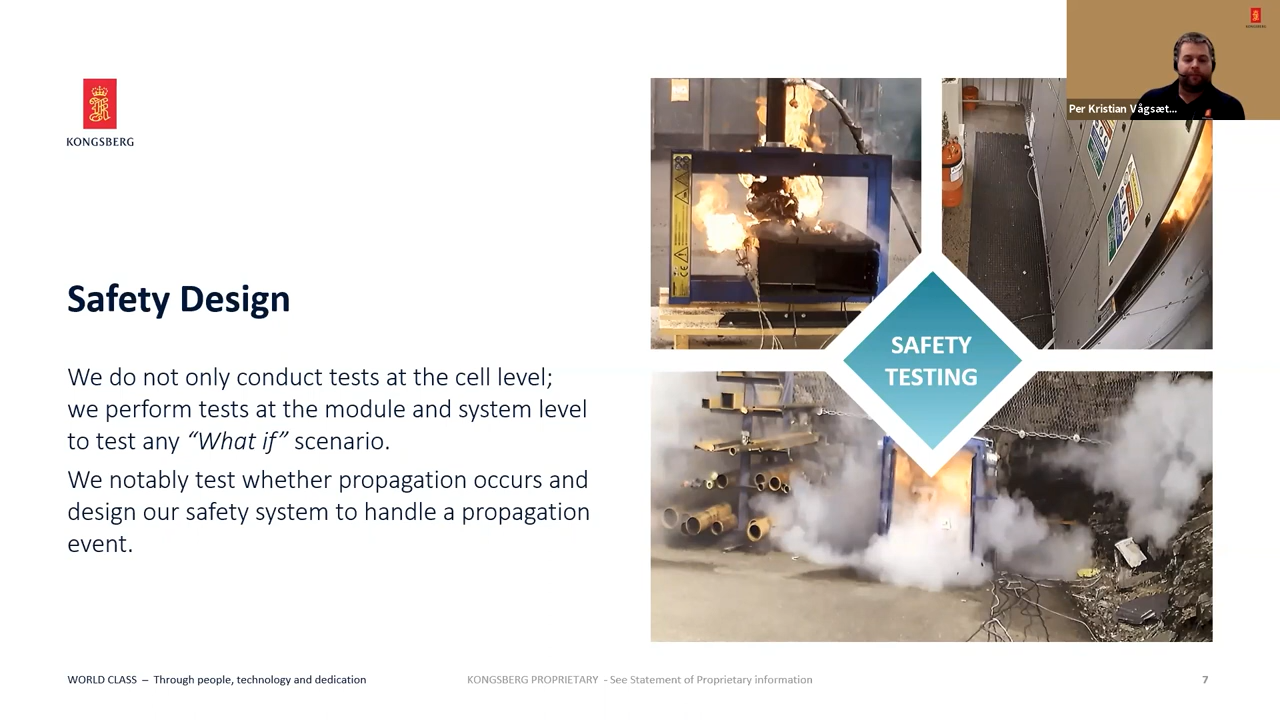 KONGSBERG
Safety Design
We do not only conduct tests at the cell level;
we perform tests at the module and system level
to test any “What if” scenario.
We notably test whether propagation occurs and
design our safety system to handle a propagation
event.
SAFETY
TESTING
KONGSBERG
Per Kristian Vågsæt...
WORLD CLASS – Through people, technology and dedication
KONGSBERG PROPRIETARY - See Statement of Proprietary information
7